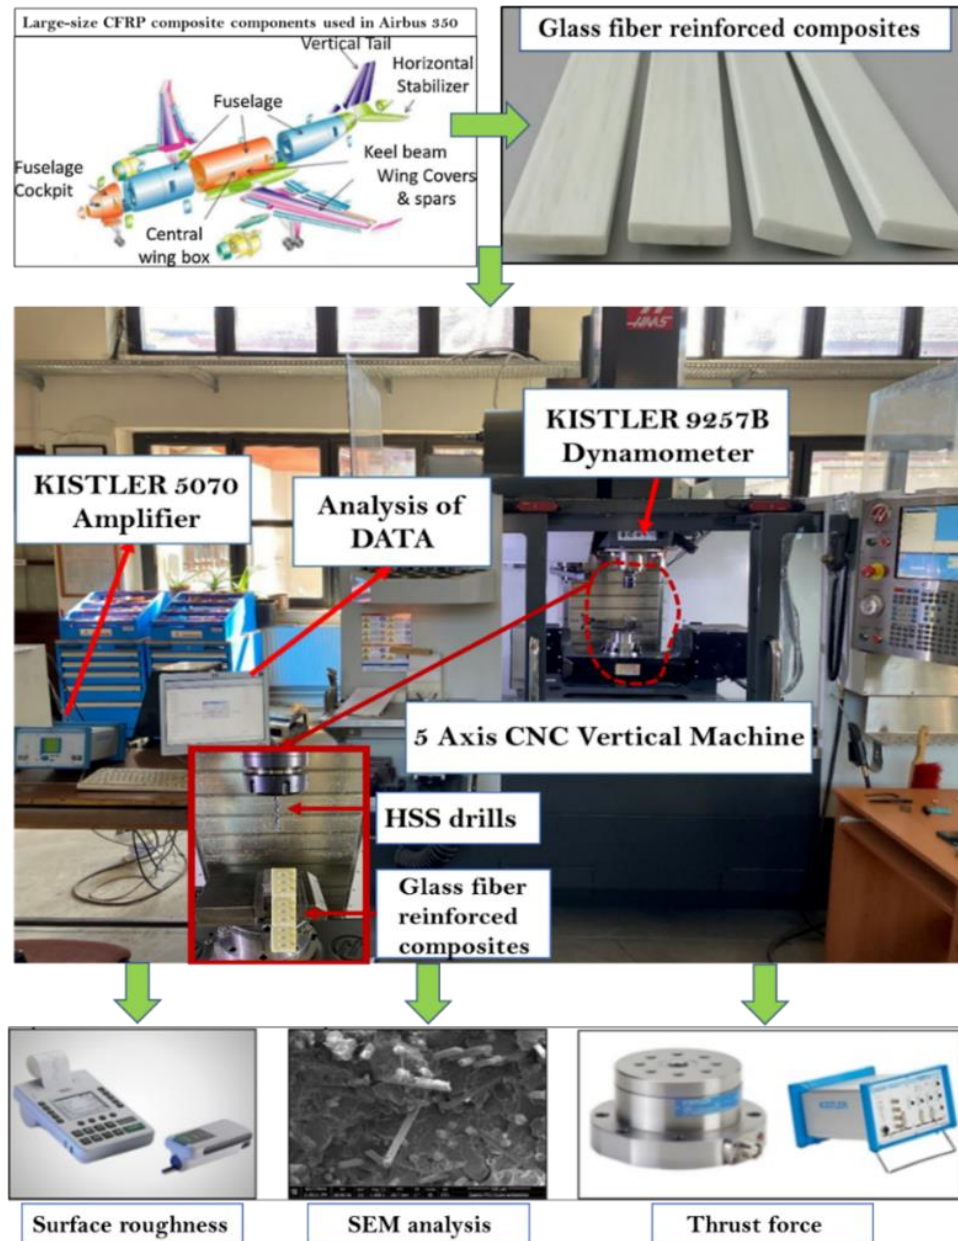 Large-size CFRP composite components used in Airbus 350
Vertical Tail
Horizontal
Stabilizer
Fuselage
Fuselage
Cockpit
Keel beam
Wing Covers
& spars
Central
wing box
Glass fiber reinforced composites
HAAS
KISTLER 9257B
Dynamometer
KISTLER 5070
Amplifier
Analysis of
DATA
5 Axis CNC Vertical Machine
HSS drills
Glass fiber
reinforced
composites
KISTLER
Surface roughness
SEM analysis
Thrust force